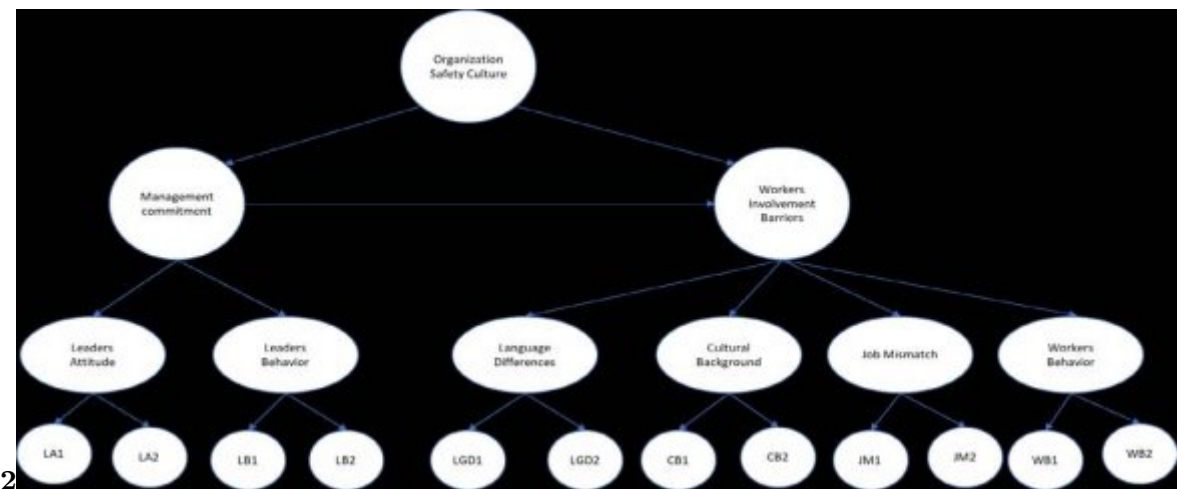 Organization
Safety Culture
Management
commitment
Workers
Involvement
Barriers
Leaders
Attitude
Leaders
Behavior
Language
Differences
Cultural
Background
Job Mismatch
Workers
Behavior
LA1
LA2
LB1
LB2
LGD1
LGD2
CB1
CB2
JM1
JM2
WB1
WB2
2